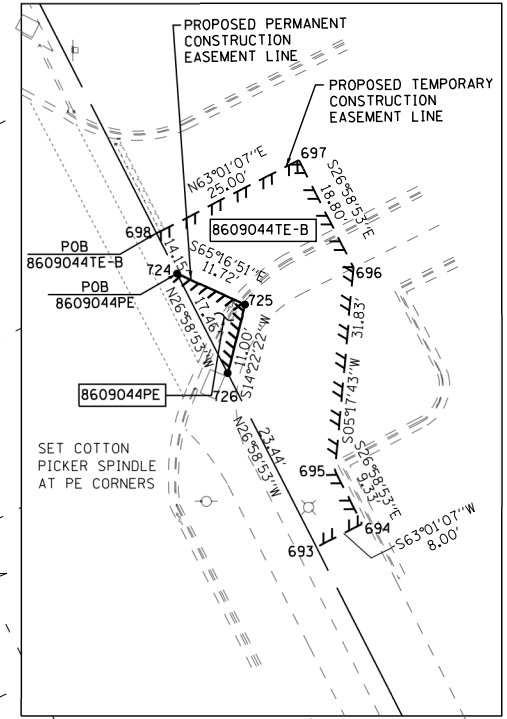 PROPOSED PERMANENT
CONSTRUCTION
EASEMENT LINE
PROPOSED TEMPORARY
CONSTRUCTION
EASEMENT LINE
697
N63°01'07"E
25.00'
S26°58'53"E
18.80'
698
8609044TE-B
POB
8609044TE-B
14.15'
S65°16'51"E
11.72'
724
696
POB
8609044PE
725
17.46'
N26°58'53"W
11.00'
S14°22'22"W
31.83'
S05°17'43"W
8609044PE
726
23.44'
N26°58'53"W
SET COTTON
PICKER SPINDLE
AT PE CORNERS
S26°58'53"E
9.33'
695
694
S63°01'07"W
8.00'
693